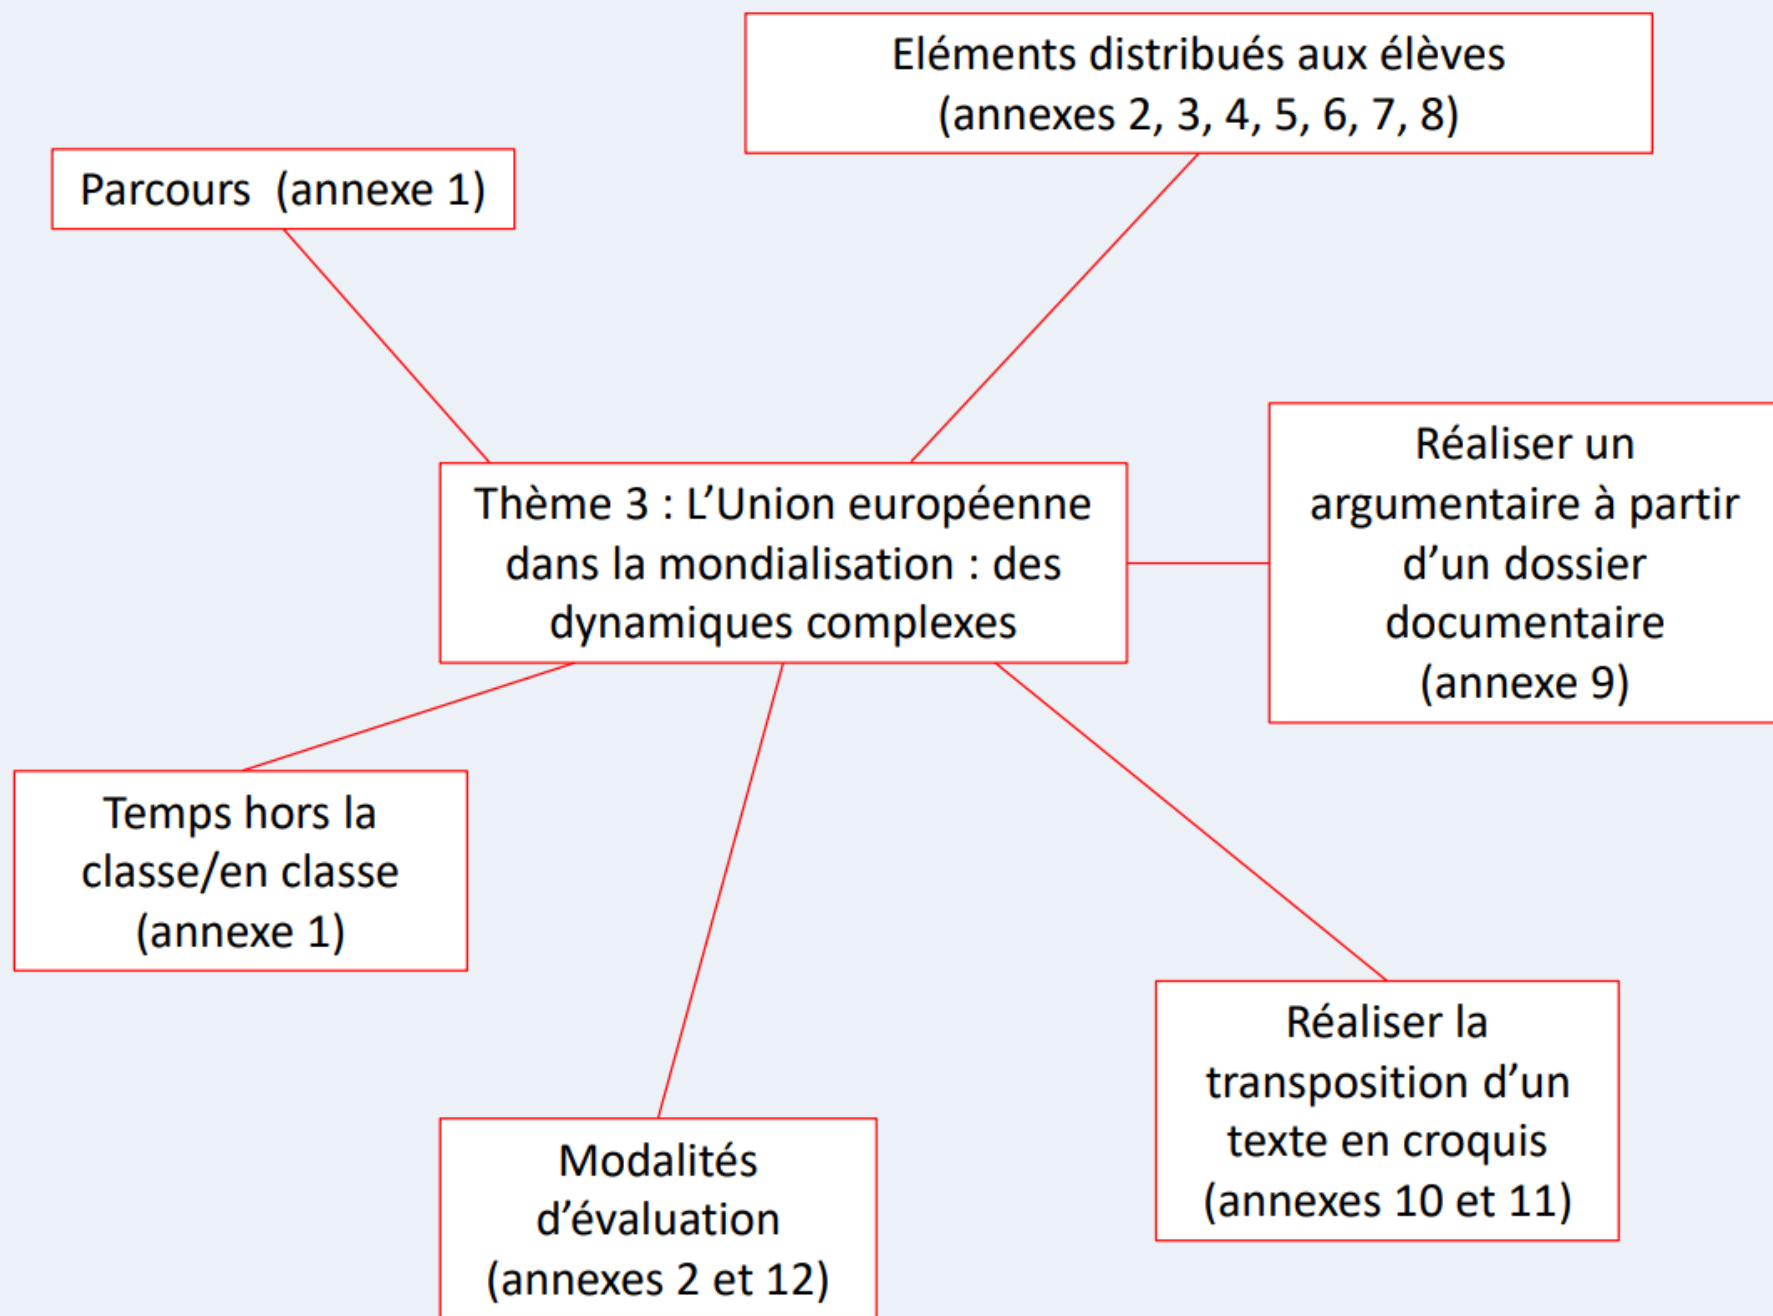 Eléments distribués aux élèves
(annexes 2, 3, 4, 5, 6, 7, 8)
Parcours  (annexe 1)
Thème 3 : L’Union européenne
dans la mondialisation : des
dynamiques complexes
Réaliser un
argumentaire à partir
d’un dossier
documentaire
(annexe 9)
Temps hors la
classe/en classe
(annexe 1)
Modalités
d’évaluation
(annexes 2 et 12)
Réaliser la
transposition d’un
texte en croquis
(annexes 10 et 11)